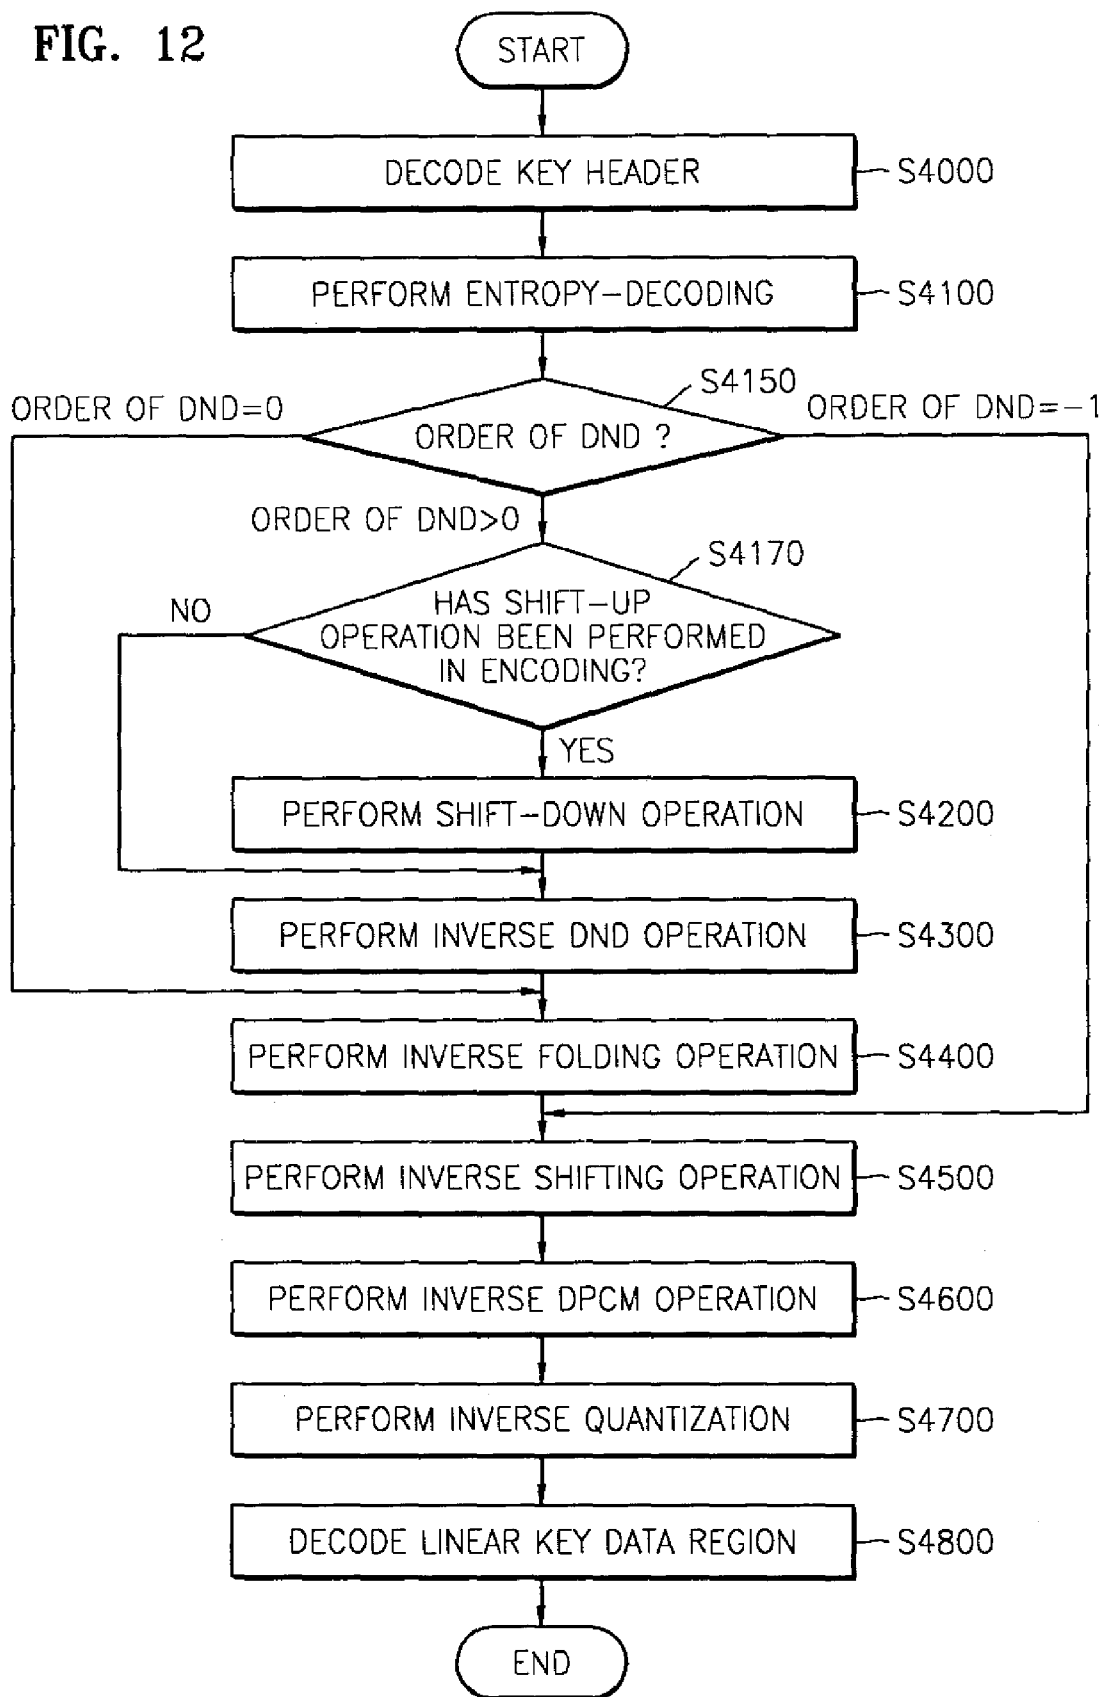 FIG. 12
START
DECODE KEY HEADER
S4000
PERFORM ENTROPY-DECODING
S4100
S4150
ORDER OF DND=0
ORDER OF DND=-1
ORDER OF DND ?
ORDER OF DND>0
S4170
NO
HAS SHIFT-UP
OPERATION BEEN PERFORMED
IN ENCODING?
YES
PERFORM SHIFT-DOWN OPERATION
S4200
PERFORM INVERSE DND OPERATION
S4300
PERFORM INVERSE FOLDING OPERATION
S4400
PERFORM INVERSE SHIFTING OPERATION
S4500
PERFORM INVERSE DPCM OPERATION
S4600
PERFORM INVERSE QUANTIZATION
S4700
DECODE LINEAR KEY DATA REGION
S4800
END